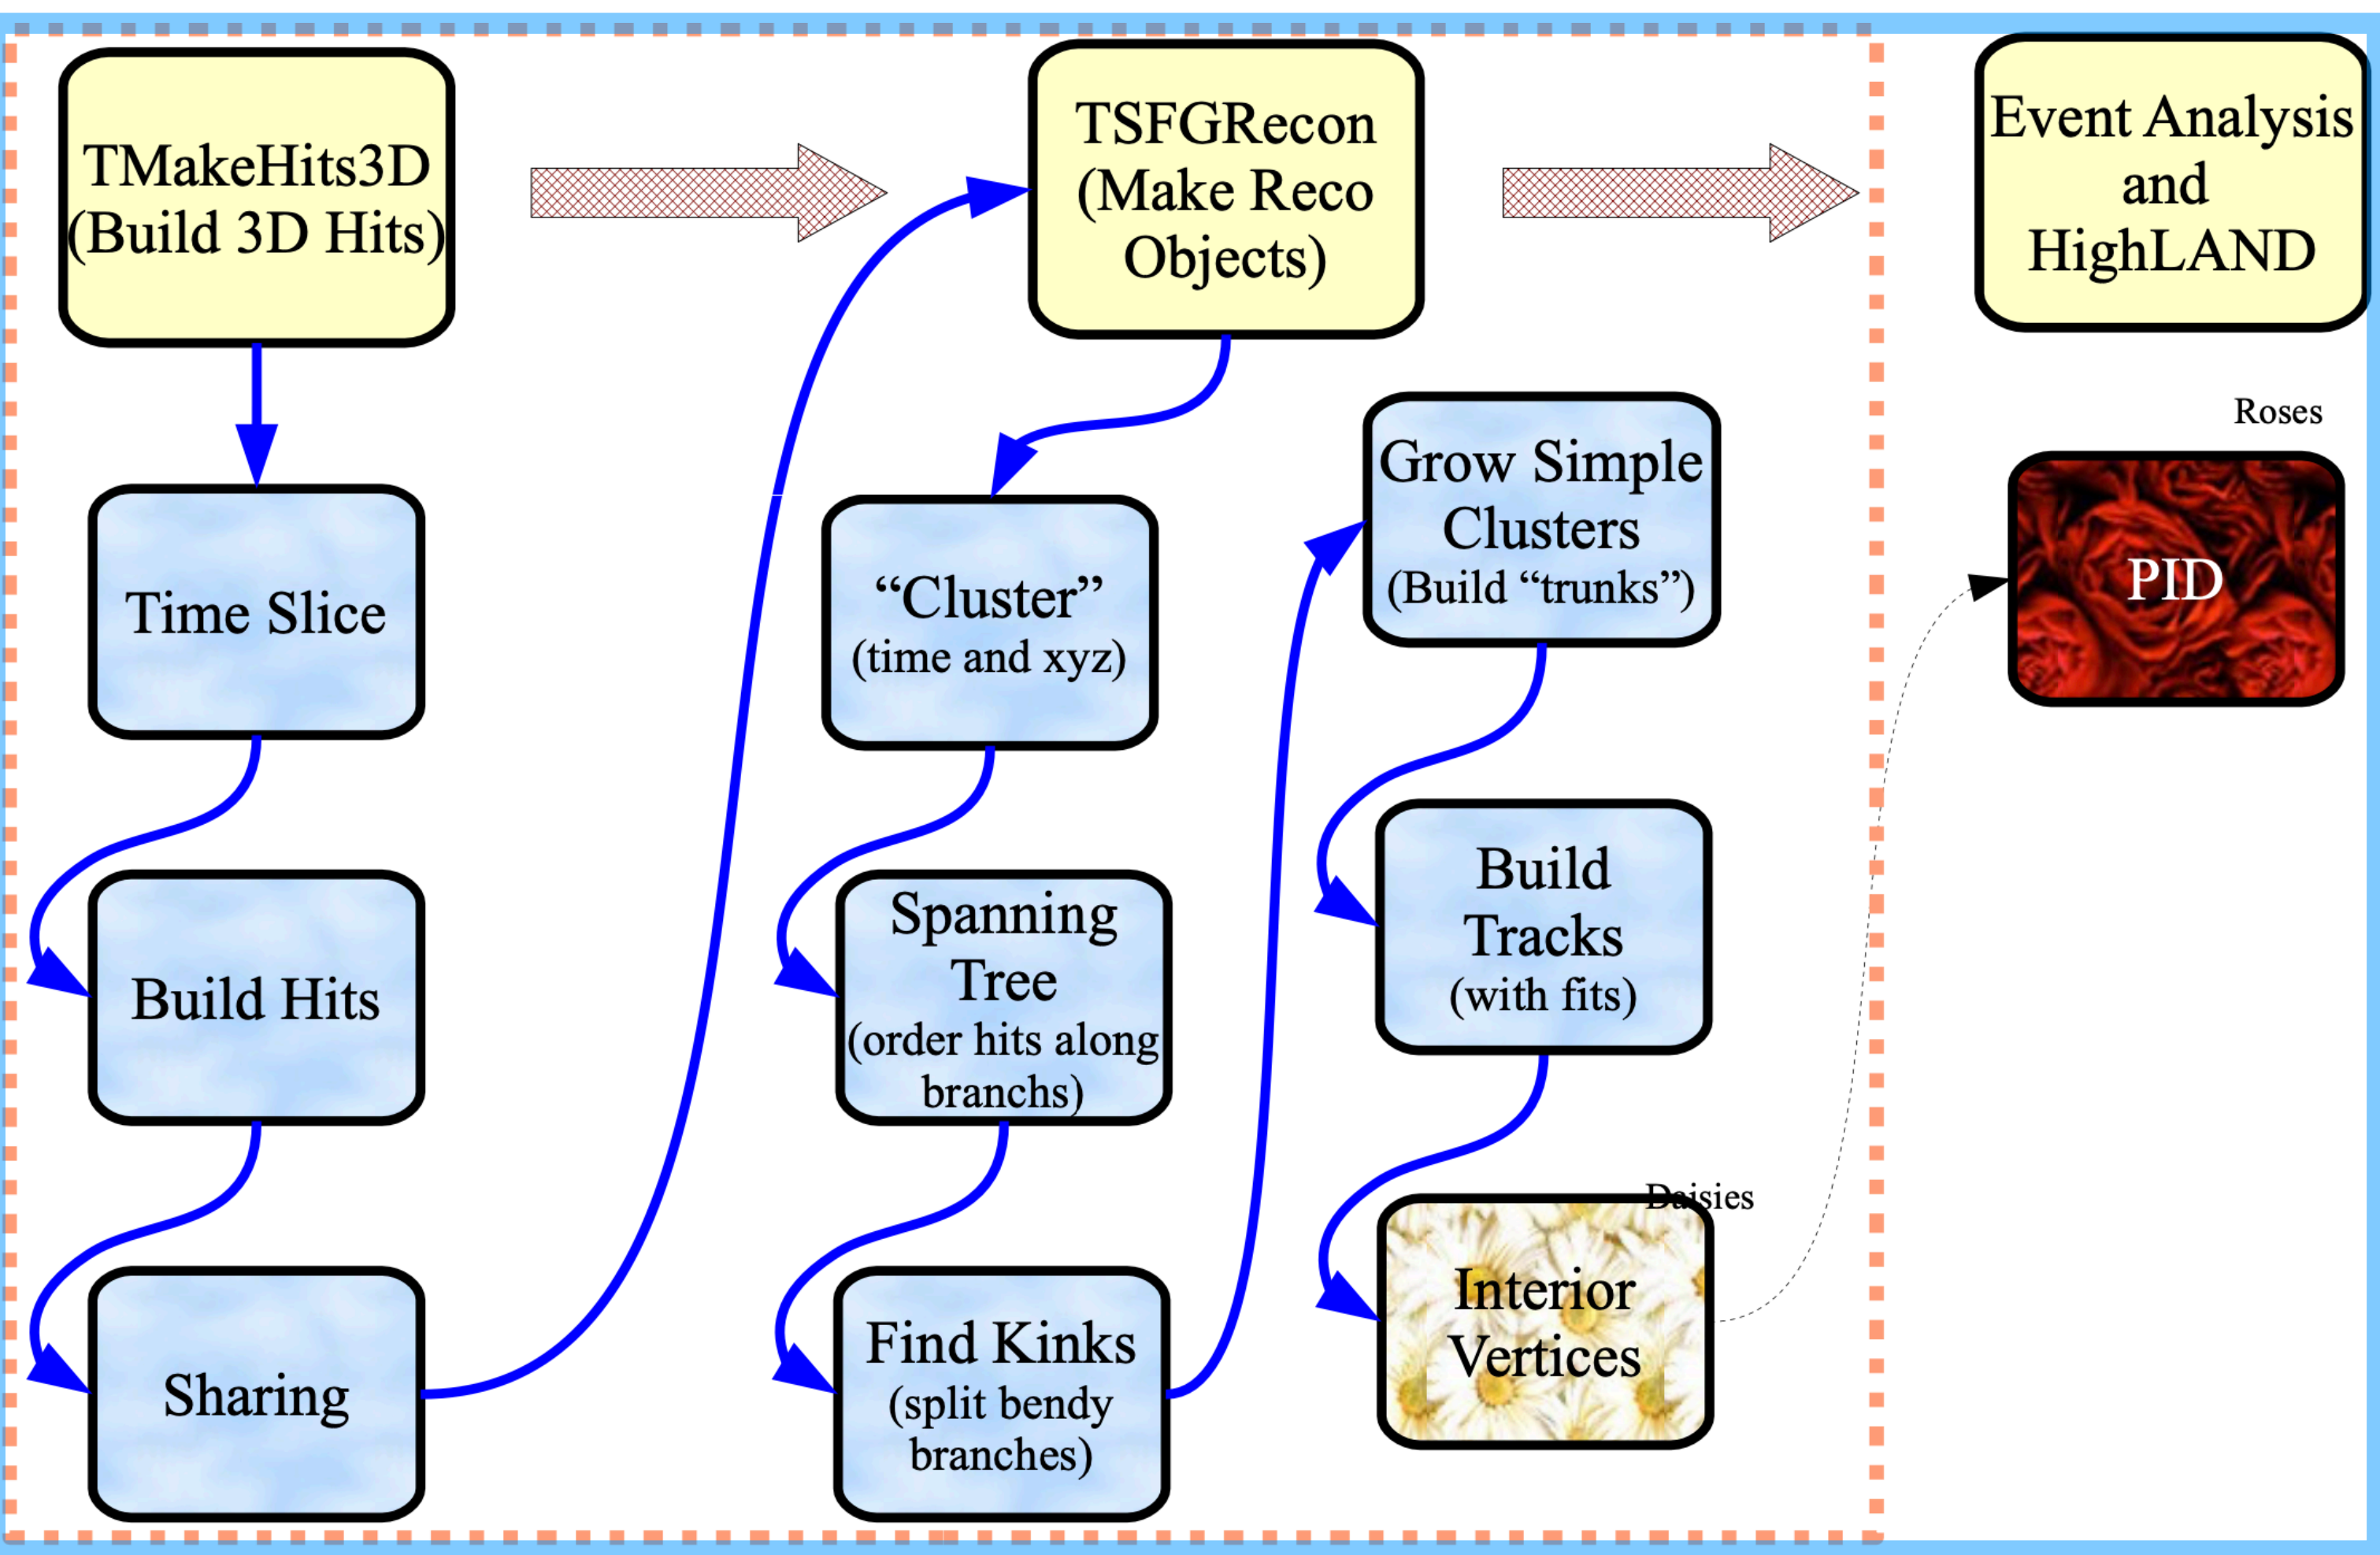 TMakeHits3D
(Build 3D Hits)
TSFGRecon
(Make Reco
Objects)
Event Analysis
and
HighLAND
Time Slice
Build Hits
Sharing
“Cluster”
(time and xyz)
Spanning
Tree
(order hits along
branchs)
Find Kinks
(split bendy
branches)
Grow Simple
Clusters
(Build “trunks”)
Build
Tracks
(with fits)
Daisies
Interior
Vertices
Roses
PID